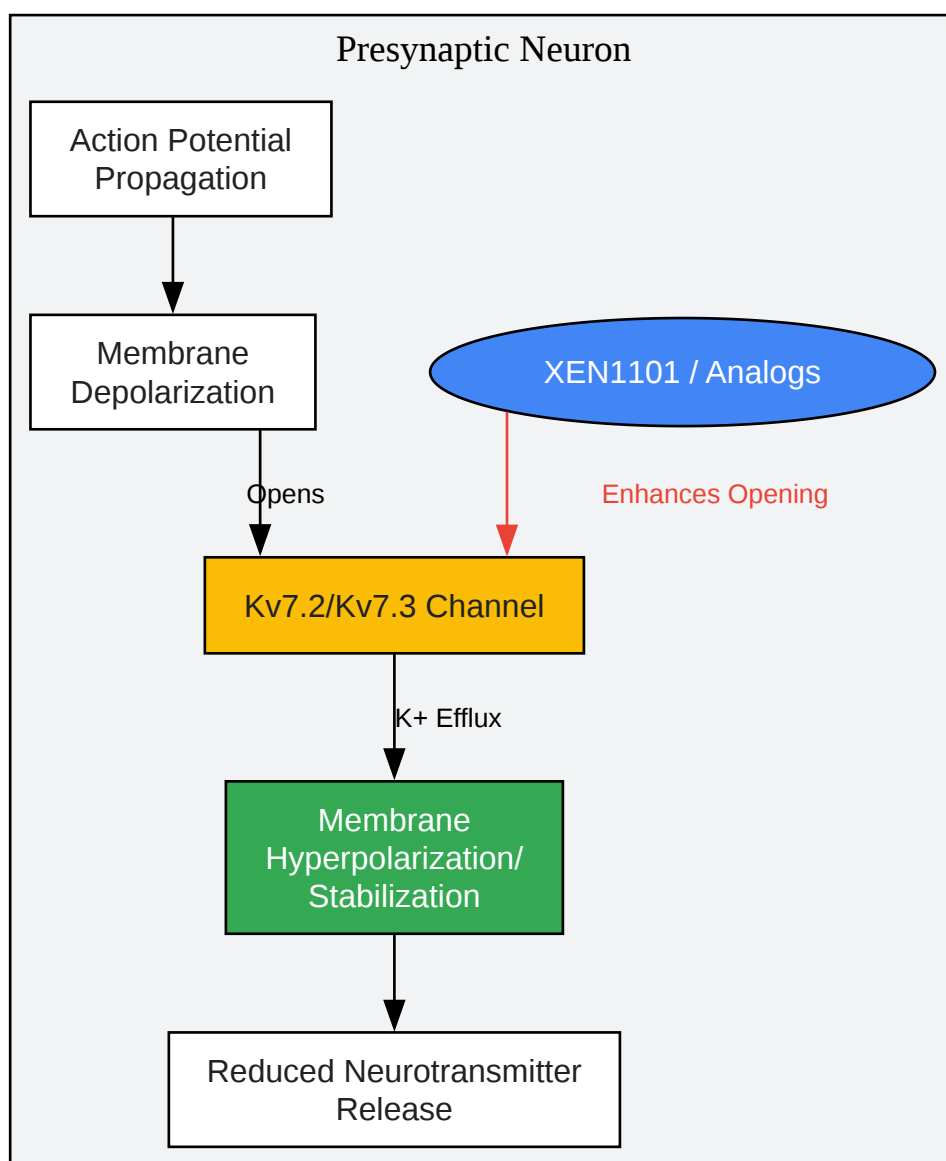 Presynaptic Neuron
Action Potential
Propagation
Membrane
Depolarization
XEN1101 / Analogs
Opens
Enhances Opening
Kv7.2/Kv7.3 Channel
K+ Efflux
Membrane
Hyperpolarization/
Stabilization
Reduced Neurotransmitter
Release